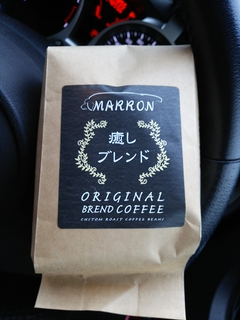 MARRON
癒し
ブレンド
ORIGINAL
BREND COFFEE
CUSTOM ROAST COFFEE BEANS